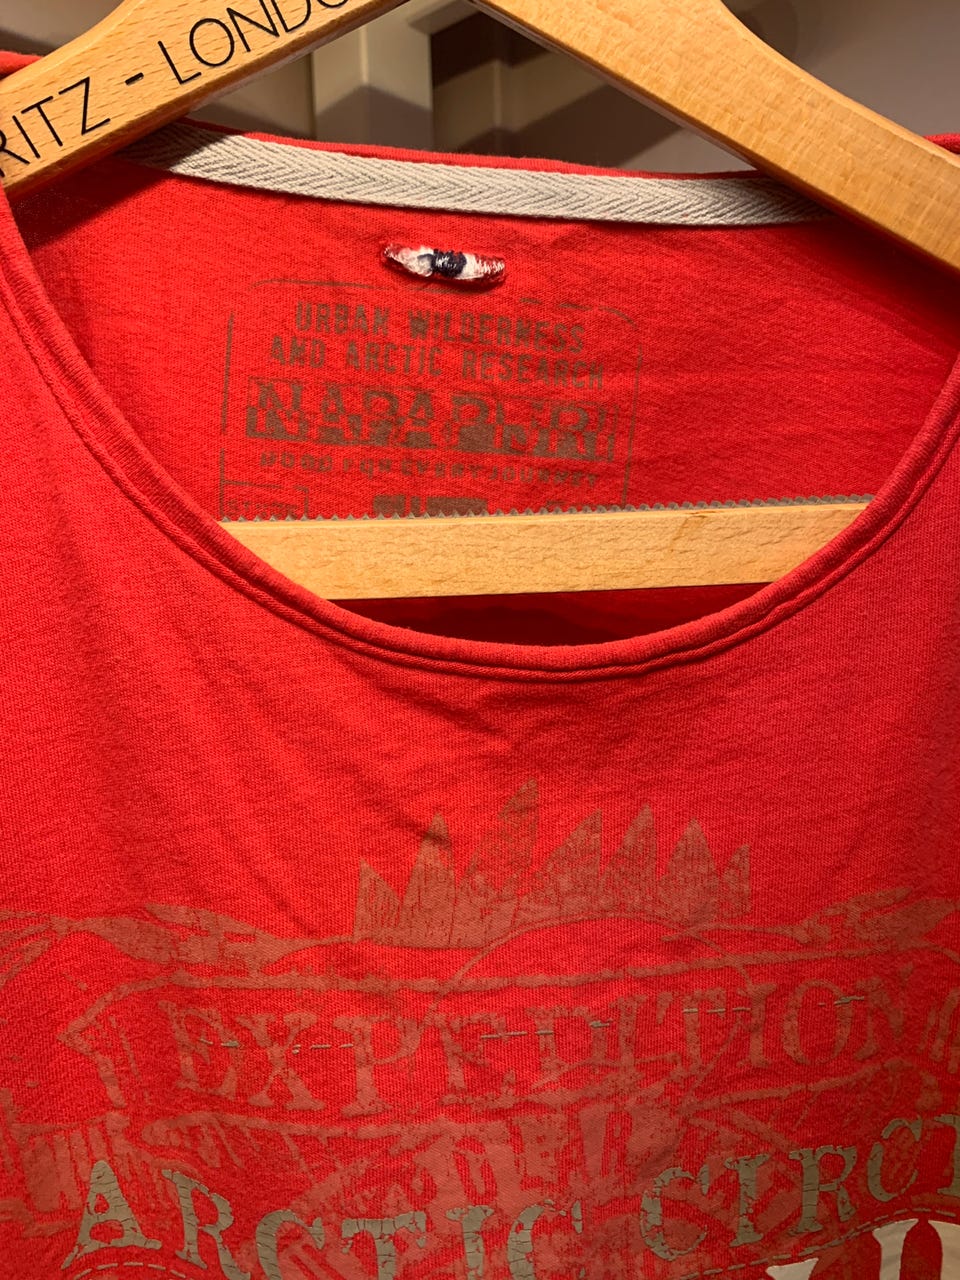 RITZ - LONDO
URBAN WILDERNESS
AND ARCTIC RESEARCH
NAPAPIJRI
EXPEDITION
ARCTIC CIRC